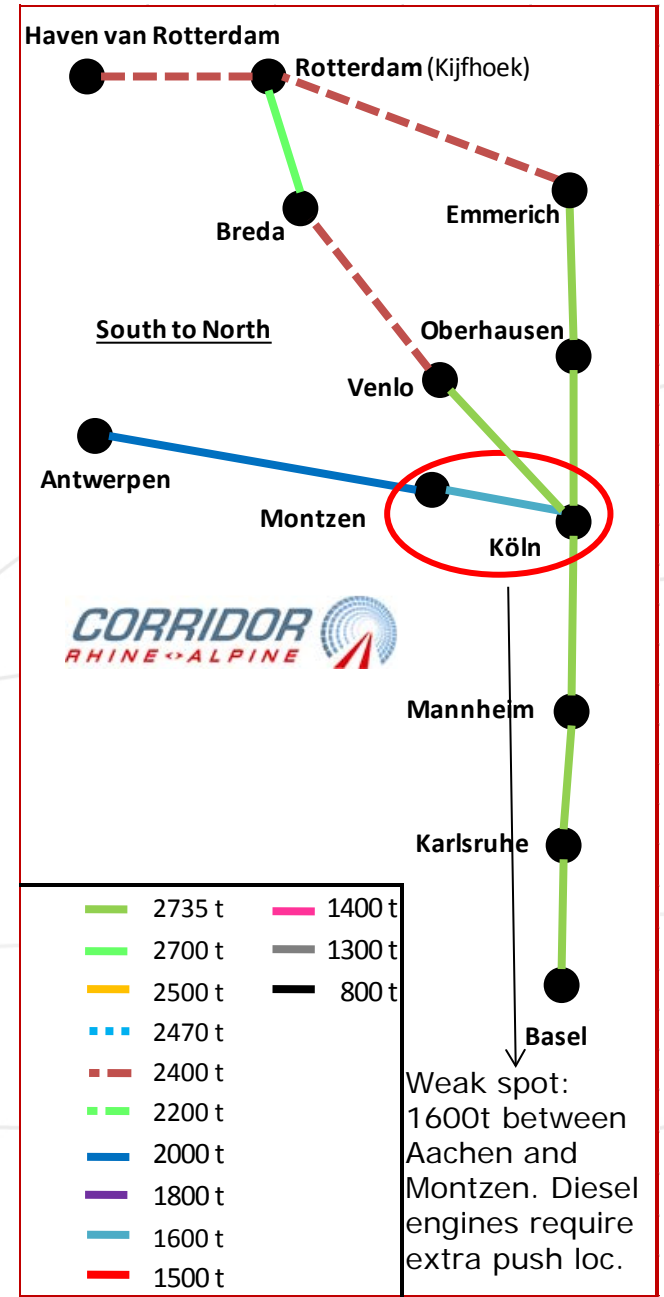 Haven van Rotterdam
Rotterdam (Kijfhoek)
Emmerich
Breda
South to North
Oberhausen
Venlo
Antwerpen
Montzen
Köln
CORRIDOR
RHINE<>ALPINE
Mannheim
Karlsruhe
Basel
2735 t
2700 t
2500 t
2470 t
2400 t
2200 t
2000 t
1800 t
1600 t
1500 t
1400 t
1300 t
800 t
Weak spot:
1600t between
Aachen and
Montzen. Diesel
engines require
extra push loc.